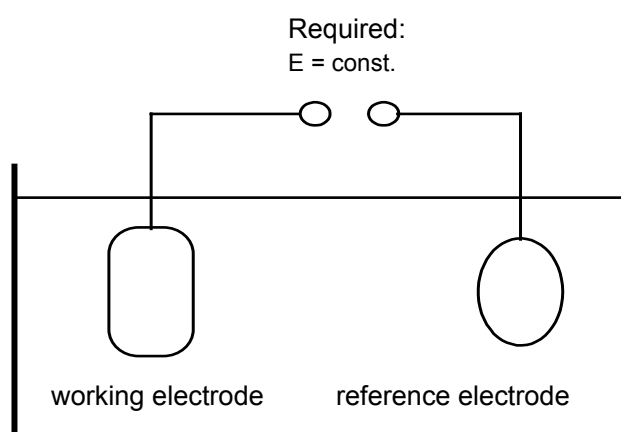 Required:
E = const.
working electrode
reference electrode